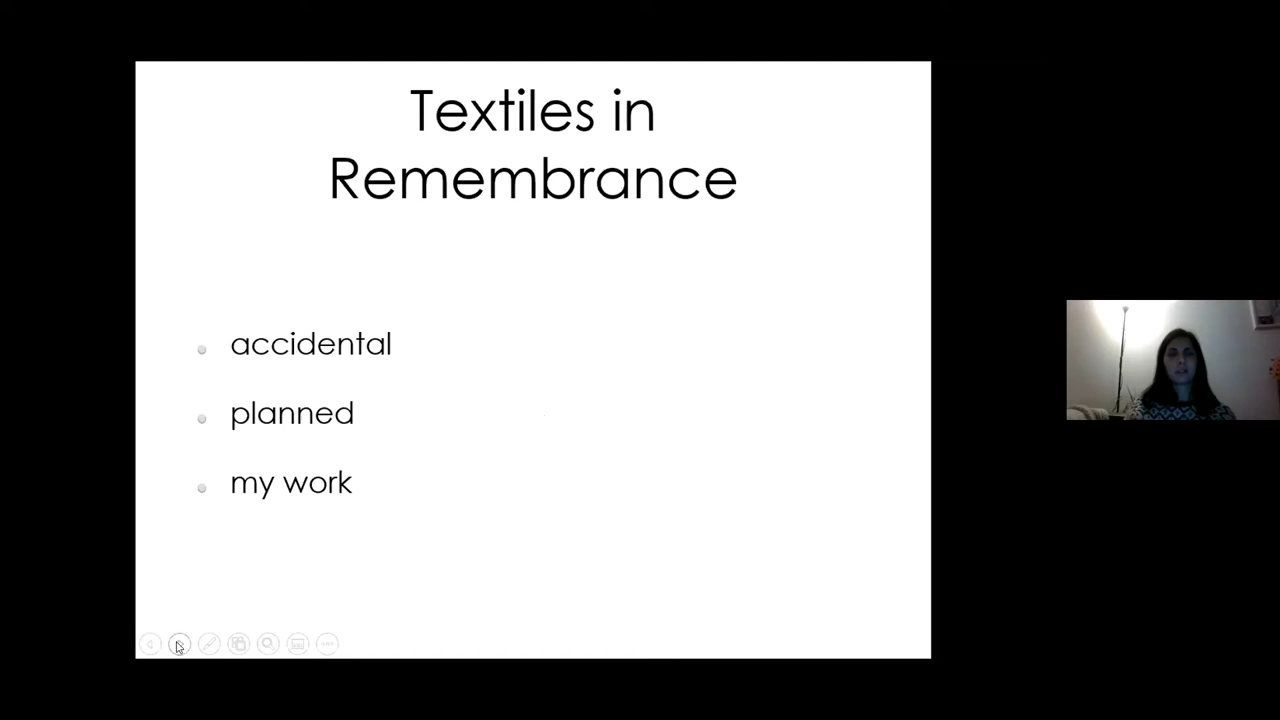 Textiles in
Remembrance
accidental
planned
my work